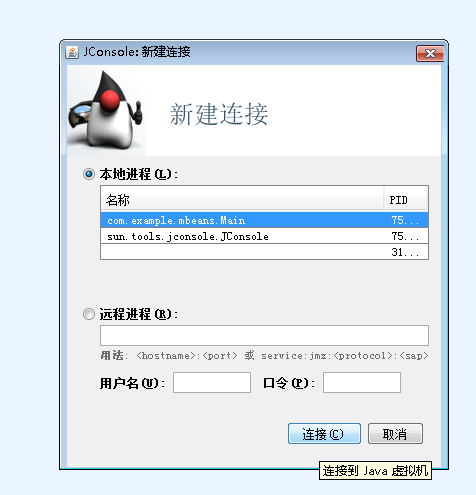 JConsole: 新建连接
新建连接
本地进程(L):
名称 PID
com.example.mbeans.Main 75...
sun.tools.jconsole.JConsole 75...
31...
远程进程(R):
用法: <hostname>:<port> 或 service:jmx:<protocol>:<sap>
用户名(U): 口令(P):
连接(C) 取消
连接到 Java 虚拟机